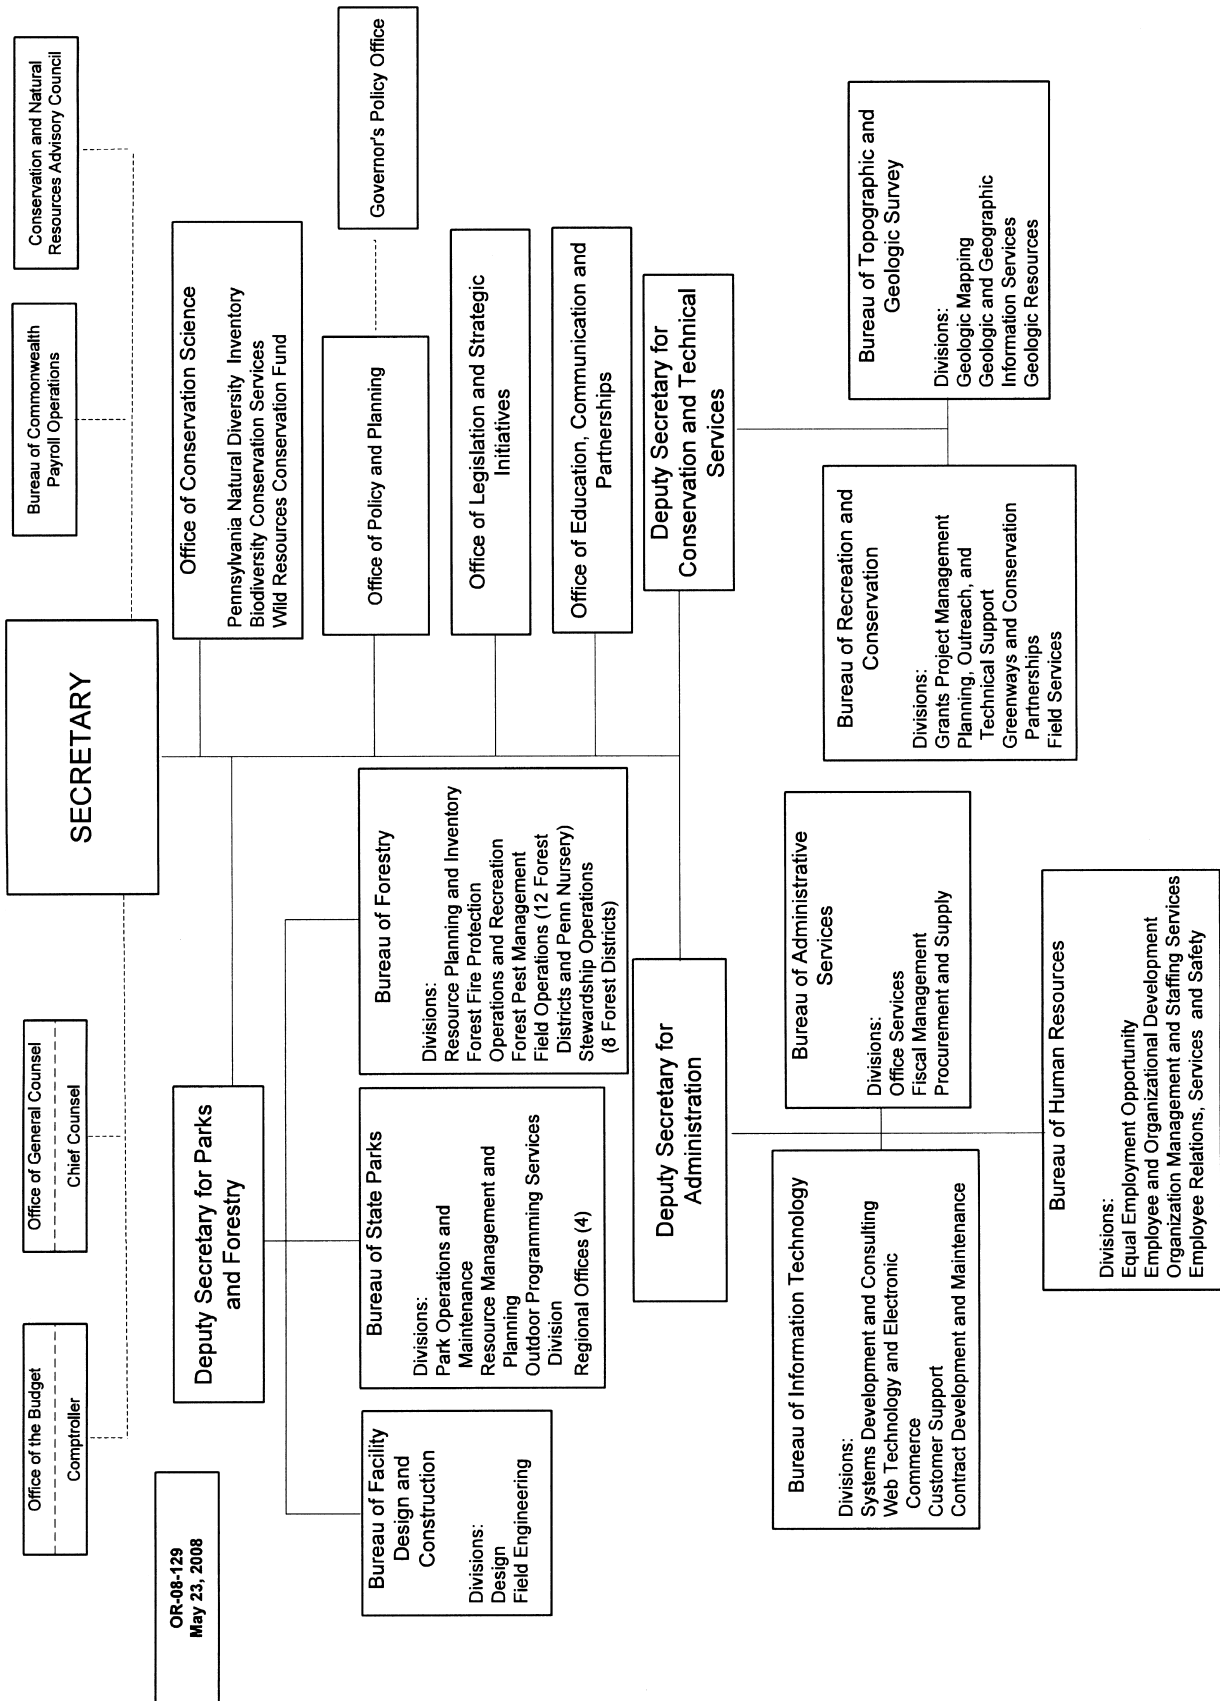 OR-08-129
May 23, 2008
Office of the Budget
Comptroller
Office of General Counsel
Chief Counsel
SECRETARY
Bureau of Commonwealth
Payroll Operations
Conservation and Natural
Resources Advisory Council
Deputy Secretary for Parks
and Forestry
Office of Conservation Science
Pennsylvania Natural Diversity Inventory
Biodiversity Conservation Services
Wild Resources Conservation Fund
Office of Policy and Planning
Governor's Policy Office
Office of Legislation and Strategic
Initiatives
Office of Education, Communication and
Partnerships
Bureau of Facility
Design and
Construction
Divisions:
Design
Field Engineering
Bureau of State Parks
Divisions:
Park Operations and
Maintenance
Resource Management and
Planning
Outdoor Programming Services
Division
Regional Offices (4)
Bureau of Forestry
Divisions:
Resource Planning and Inventory
Forest Fire Protection
Operations and Recreation
Forest Pest Management
Field Operations (12 Forest
Districts and Penn Nursery)
Stewardship Operations
(8 Forest Districts)
Deputy Secretary for
Administration
Deputy Secretary for
Conservation and Technical
Services
Bureau of Information Technology
Divisions:
Systems Development and Consulting
Web Technology and Electronic
Commerce
Customer Support
Contract Development and Maintenance
Bureau of Administrative
Services
Divisions:
Office Services
Fiscal Management
Procurement and Supply
Bureau of Human Resources
Divisions:
Equal Employment Opportunity
Employee and Organizational Development
Organization Management and Staffing Services
Employee Relations, Services and Safety
Bureau of Recreation and
Conservation
Divisions:
Grants Project Management
Planning, Outreach, and
Technical Support
Greenways and Conservation
Partnerships
Field Services
Bureau of Topographic and
Geologic Survey
Divisions:
Geologic Mapping
Geologic and Geographic
Information Services
Geologic Resources